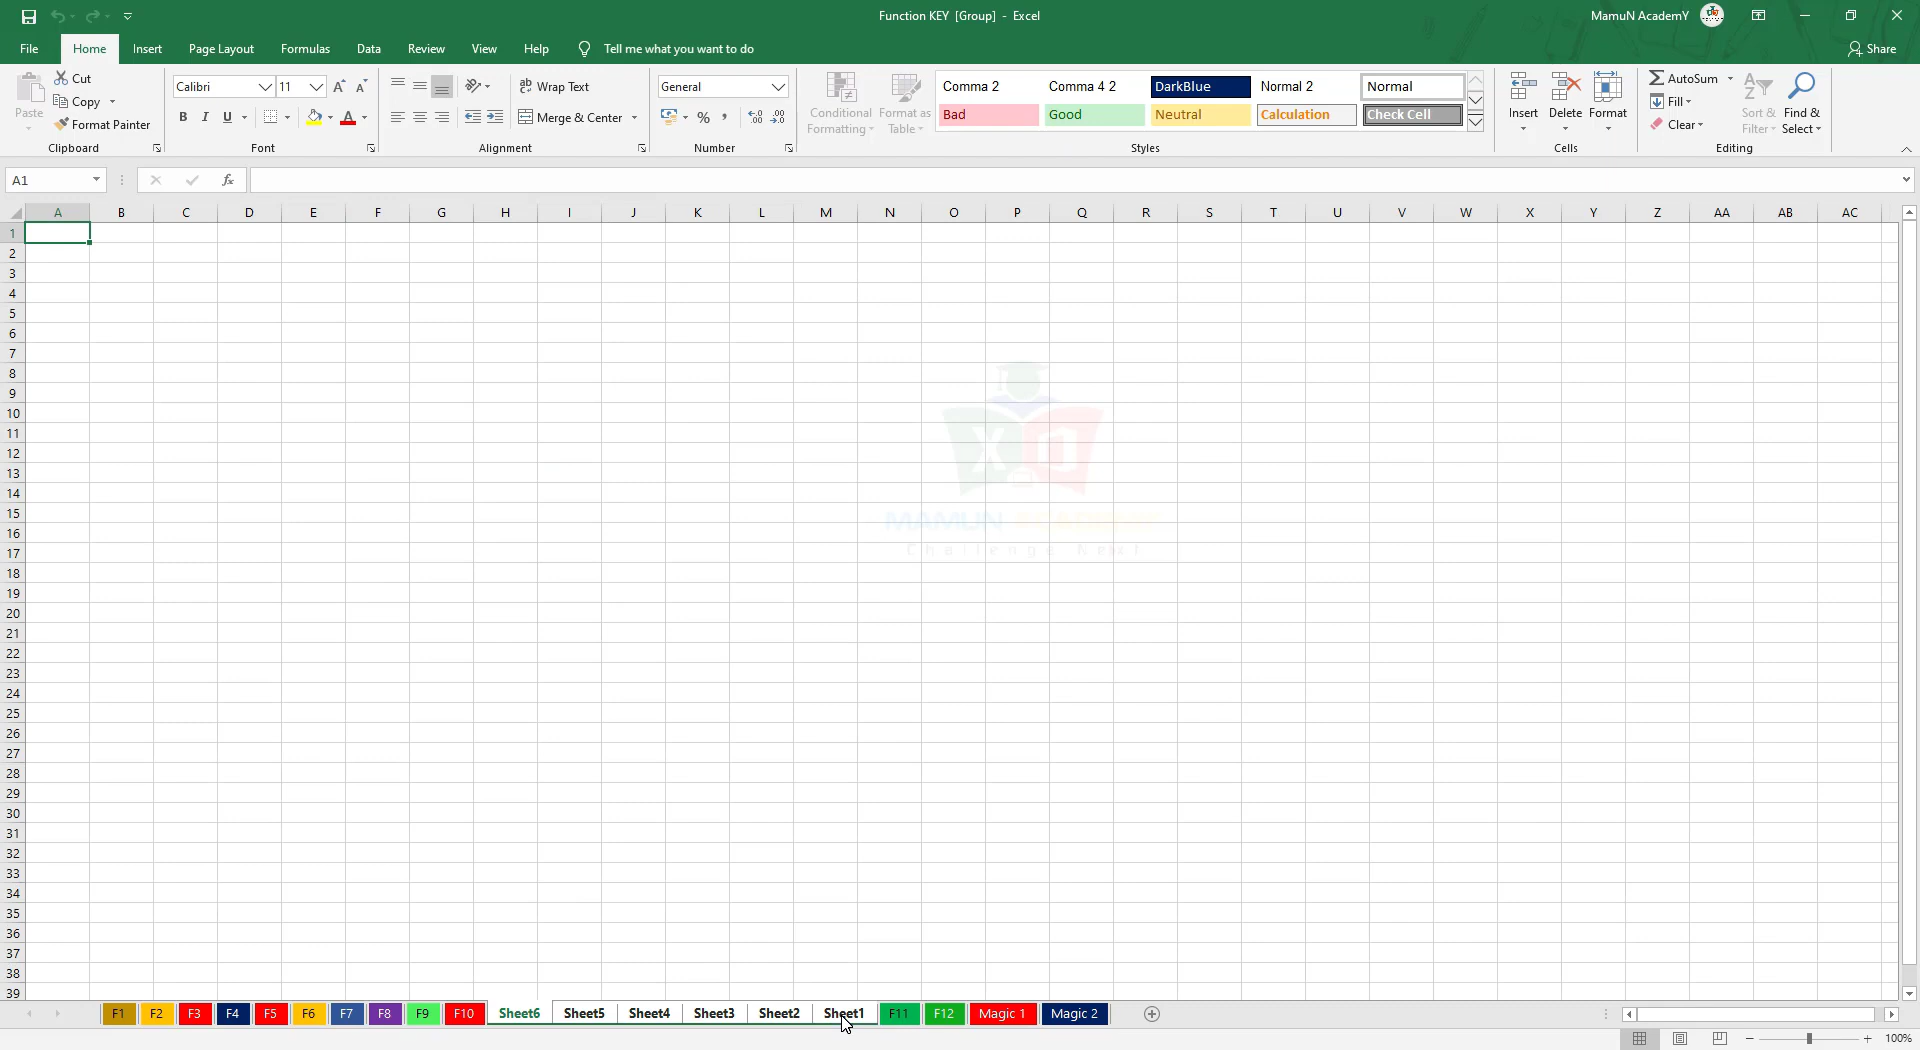 Function KEY [Group] - Excel
MamuN AcademY
File Home Insert Page Layout Formulas Data Review View Help Tell me what you want to do
Share
Paste
Cut
Copy
Format Painter
Clipboard
Calibri 11
B I U
Font
Wrap Text
Merge & Center
Alignment
General
Number
Conditional Formatting
Format as Table
Comma 2 Comma 4 2 DarkBlue Normal 2 Normal
Bad Good Neutral Calculation Check Cell
Styles
Insert Delete Format
Cells
AutoSum
Fill
Clear
Sort & Filter
Find & Select
Editing
A1
fx
A B C D E F G H I J K L M N O P Q R S T U V W X Y Z AA AB AC
1
2
3
4
5
6
7
8
9
10
11
12
13
14
15
16
17
18
19
20
21
22
23
24
25
26
27
28
29
30
31
32
33
34
35
36
37
38
39
MAMUN ACADEMY
Challenge Next
F1 F2 F3 F4 F5 F6 F7 F8 F9 F10 Sheet6 Sheet5 Sheet4 Sheet3 Sheet2 Sheet1 F11 F12 Magic 1 Magic 2
100%